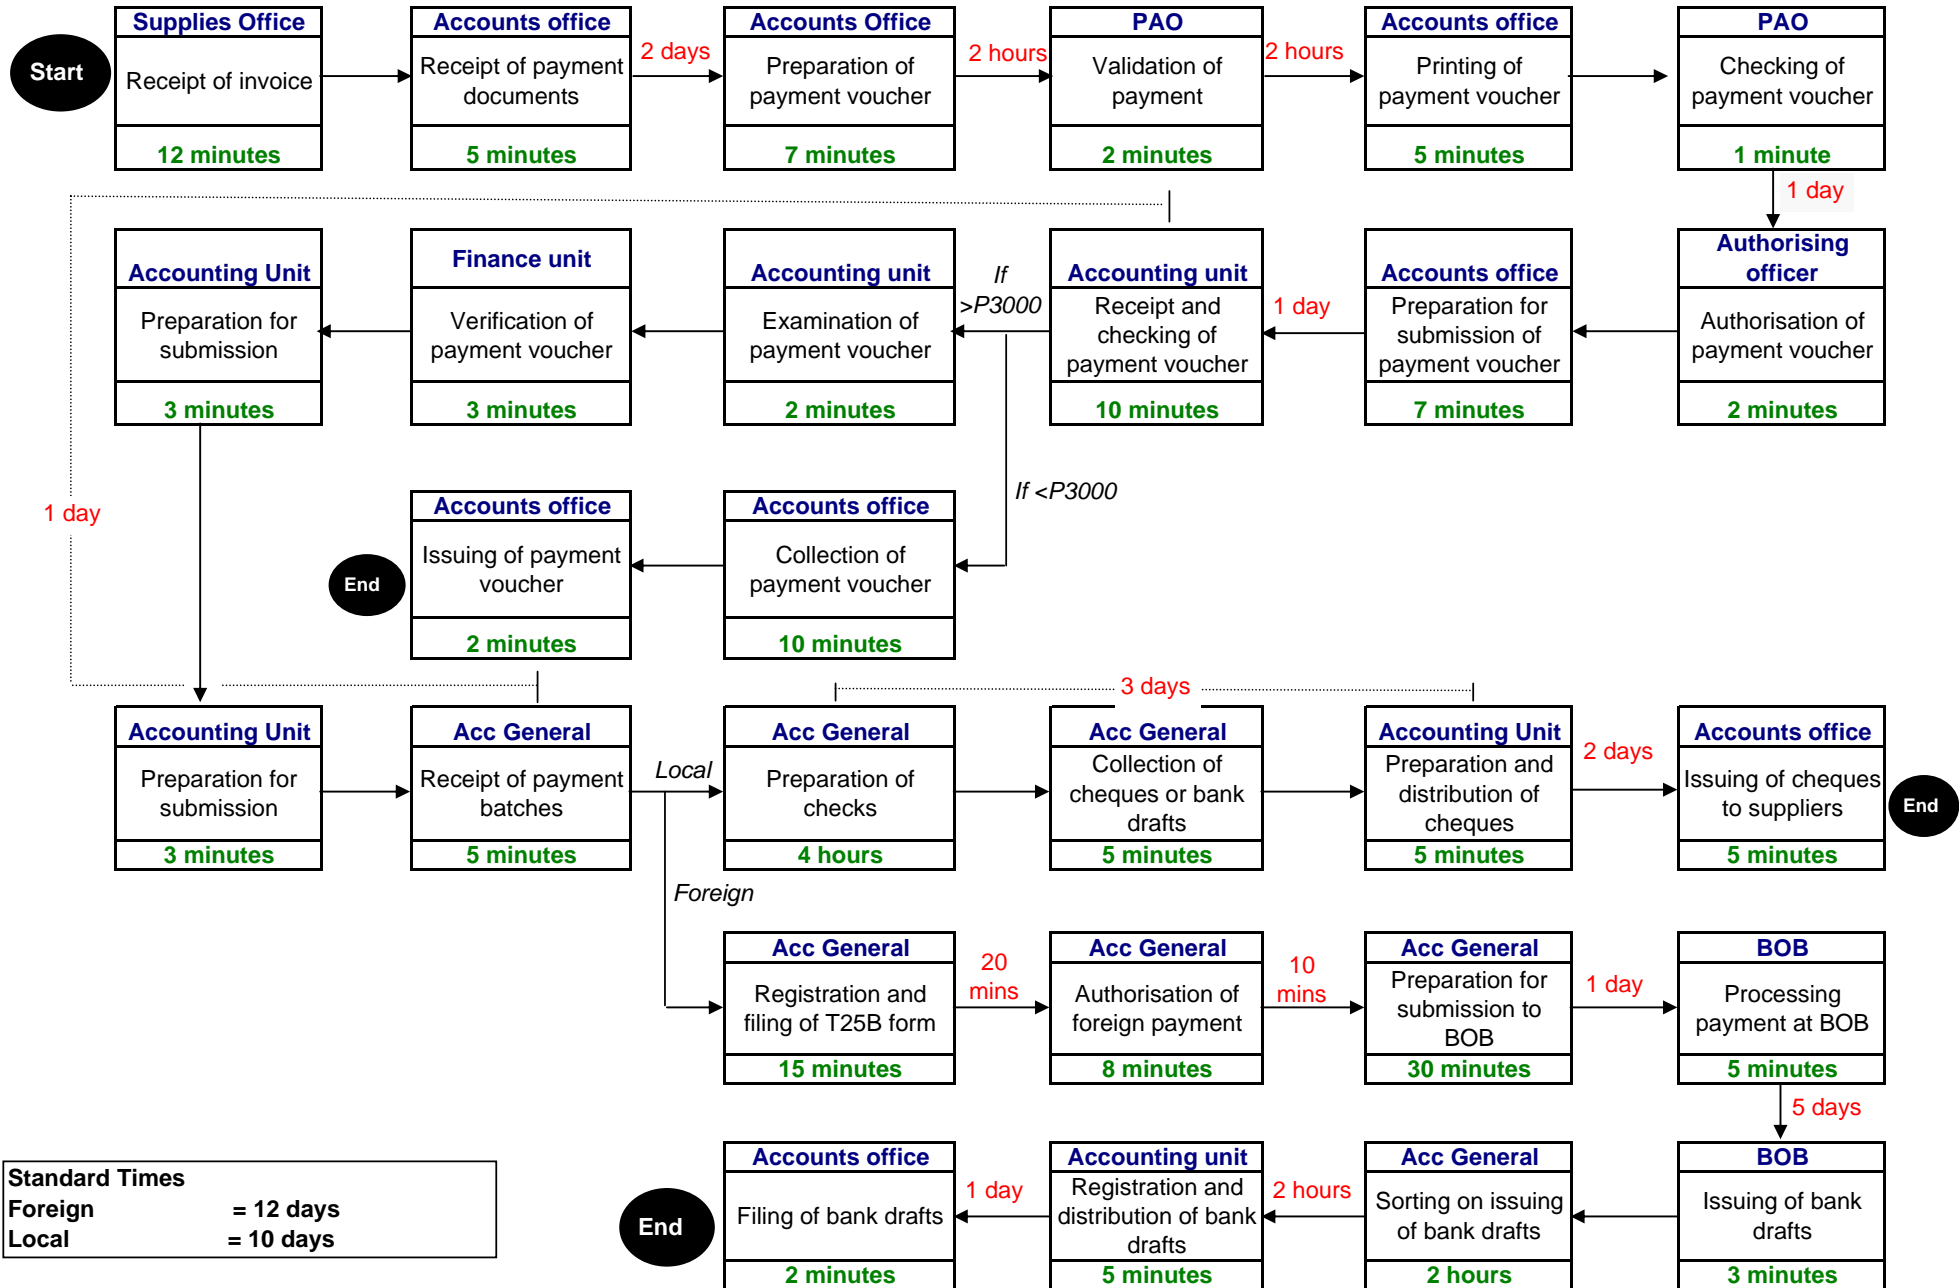 Start
Supplies Office
Receipt of invoice
12 minutes
Accounts office
Receipt of payment
documents
5 minutes
2 days
Accounts Office
Preparation of
payment voucher
7 minutes
2 hours
PAO
Validation of
payment
2 minutes
2 hours
Accounts office
Printing of
payment voucher
5 minutes
PAO
Checking of
payment voucher
1 minute
1 day
Authorising
officer
Authorisation of
payment voucher
2 minutes
Accounts office
Preparation for
submission of
payment voucher
7 minutes
1 day
Accounting unit
Receipt and
checking of
payment voucher
10 minutes
If
>P3000
Accounting unit
Examination of
payment voucher
2 minutes
Finance unit
Verification of
payment voucher
3 minutes
Accounting Unit
Preparation for
submission
3 minutes
1 day
If <P3000
Accounts office
Collection of
payment voucher
10 minutes
Accounts office
Issuing of payment
voucher
2 minutes
End
3 days
Accounting Unit
Preparation for
submission
3 minutes
Acc General
Receipt of payment
batches
5 minutes
Local
Acc General
Preparation of
checks
4 hours
Acc General
Collection of
cheques or bank
drafts
5 minutes
Accounting Unit
Preparation and
distribution of
cheques
5 minutes
2 days
Accounts office
Issuing of cheques
to suppliers
5 minutes
End
Foreign
Acc General
Registration and
filing of T25B form
15 minutes
20
mins
Acc General
Authorisation of
foreign payment
8 minutes
10
mins
Acc General
Preparation for
submission to
BOB
30 minutes
1 day
BOB
Processing
payment at BOB
5 minutes
5 days
BOB
Issuing of bank
drafts
3 minutes
Acc General
Sorting on issuing
of bank drafts
2 hours
2 hours
Accounting unit
Registration and
distribution of bank
drafts
5 minutes
1 day
Accounts office
Filing of bank drafts
2 minutes
End
Standard Times
Foreign = 12 days
Local = 10 days